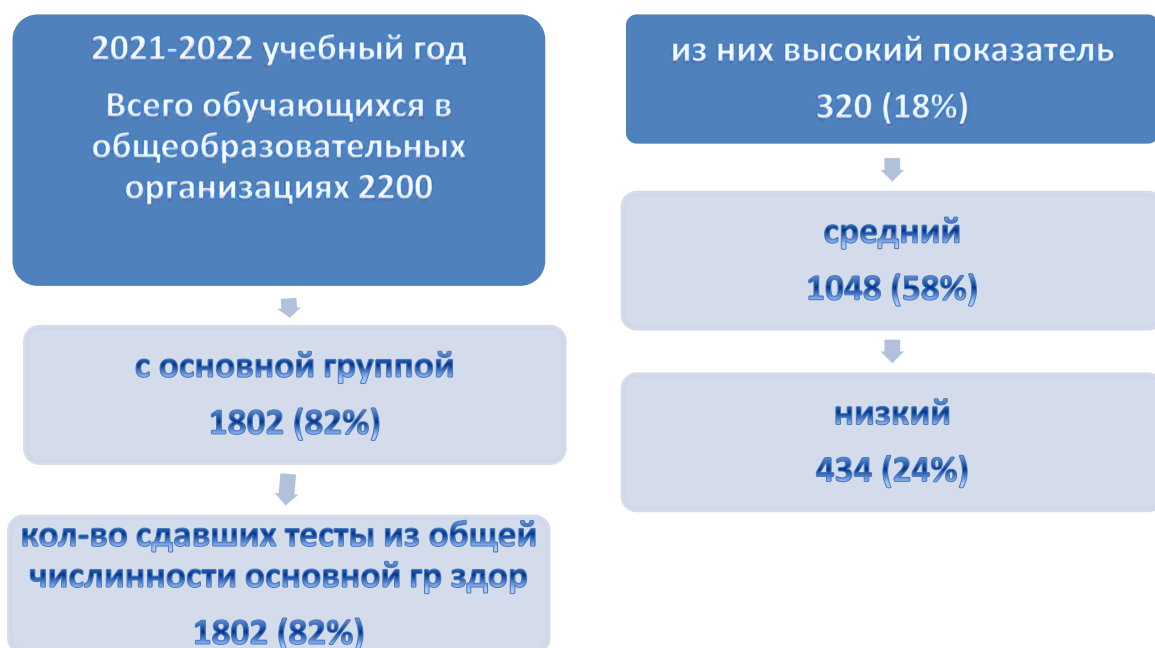 2021-2022 учебный год
Всего обучающихся в
общеобразовательных
организациях 2200
с основной группой
1802 (82%)
кол-во сдавших тесты из общей
числинности основной гр здор
1802 (82%)
из них высокий показатель
320 (18%)
средний
1048 (58%)
низкий
434 (24%)